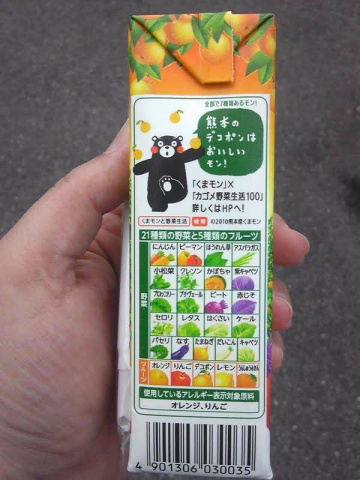 全部で7種類あるモン!
熊本の
デコポンは
おいしい
モン!
「くまモン」×
「カゴメ野菜生活100」
詳しくはHPへ!
くまモンと野菜生活 検索 ©2010熊本県くまモン
21種類の野菜と5種類のフルーツ
野菜
にんじん ピーマン ほうれん草 アスパラガス
小松菜 クレソン かぼちゃ 紫キャベツ
ブロッコリー プチヴェール ビート 赤じそ
セロリ レタス はくさい ケール
パセリ なす たまねぎ だいこん キャベツ
フルーツ
オレンジ りんご デコポン レモン
使用しているアレルギー表示対象原料
オレンジ、りんご
4 901306 030035